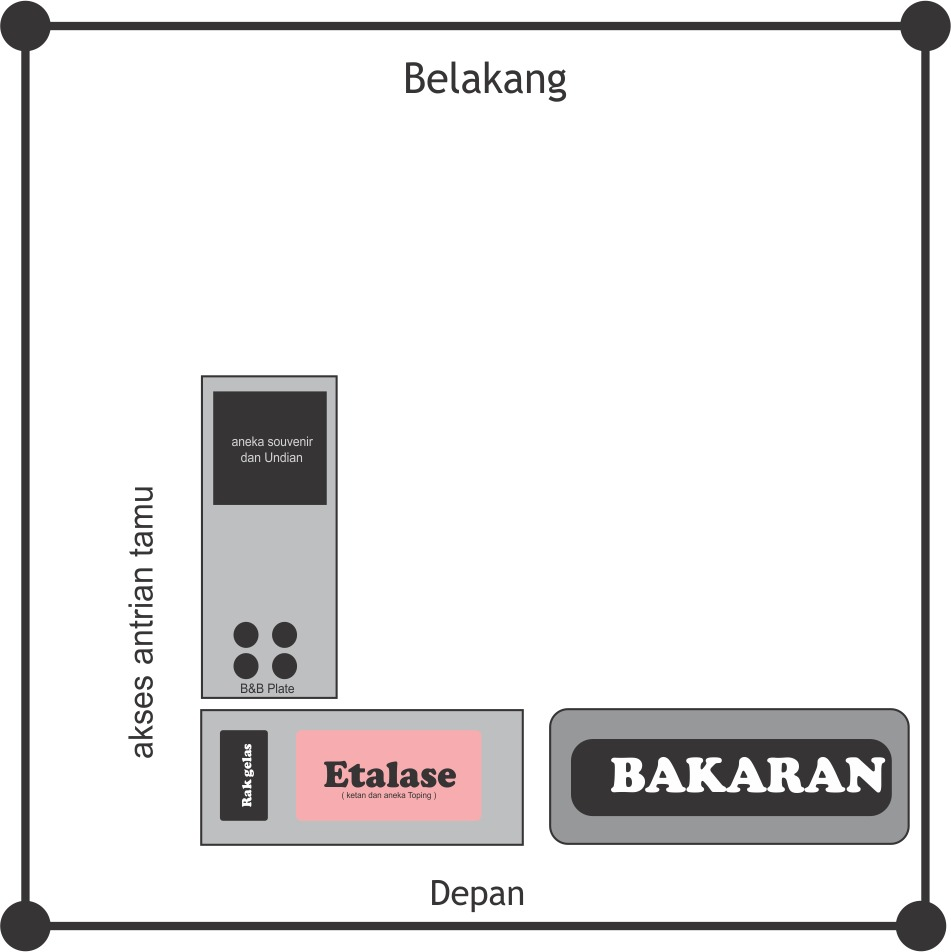 Belakang
aneka souvenir
dan Undian
akses antrian tamu
B&B Plate
Rak gelas
Etalase
( ketan dan aneka Toping )
BAKARAN
Depan